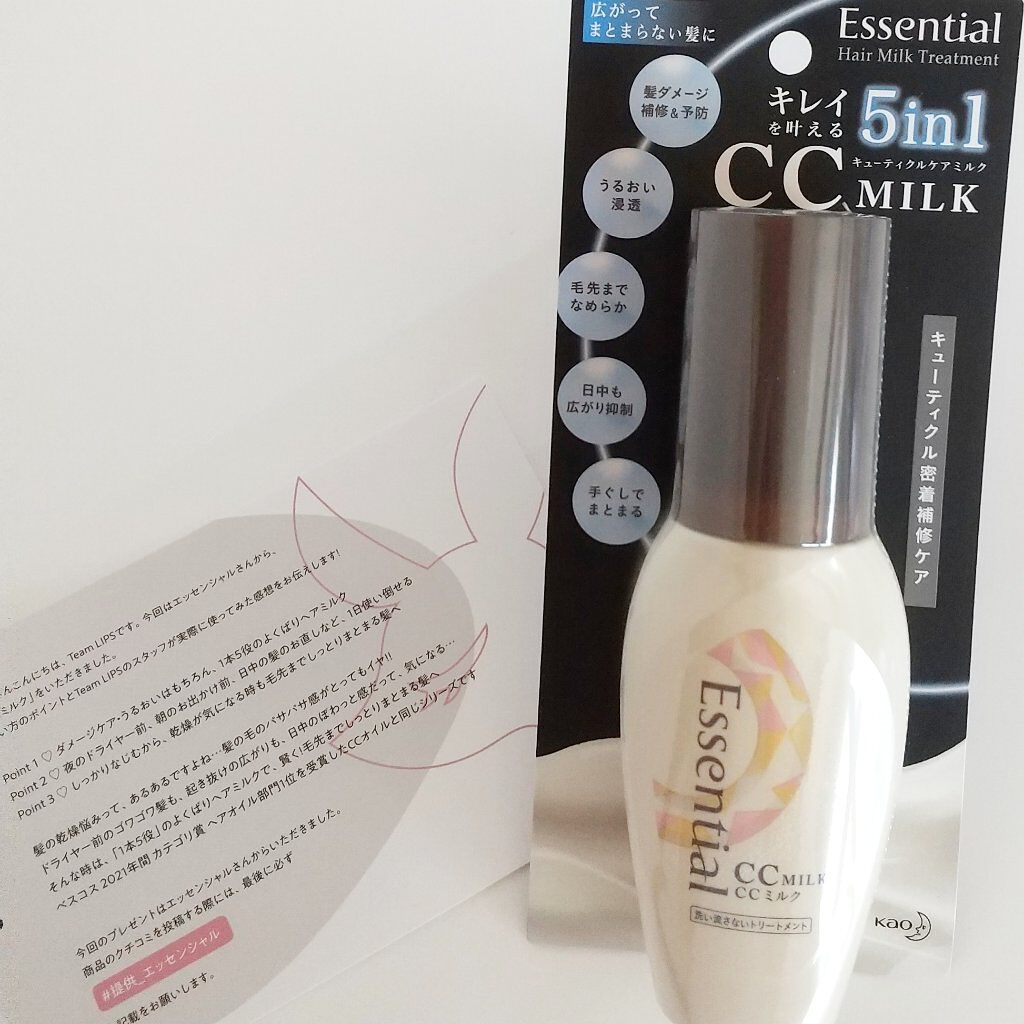 広がって
まとまらない髪に
Essential
Hair Milk Treatment
髪ダメージ
補修&予防
キレイ
を叶える
5in1
キューティクルケアミルク
CC MILK
うるおい
浸透
毛先まで
なめらか
日中も
広がり抑制
手ぐしで
まとまる
キューティクル密着補修ケア
Essential
CC MILK
CCミルク
洗い流さないトリートメント
Kao
こんにちは、Team LIPSです。今回はエッセンシャルさんから、
ミルク」をいただきました。
い方のポイントとTeam LIPSのスタッフが実際に使ってみた感想をお伝えします!
Point 1 ♡ ダメージケア・うるおいはもちろん、1本5役のよくばりヘアミルク
Point 2 ♡ 夜のドライヤー前、朝のお出かけ前、日中の髪のお直しなど、1日使い倒せる
Point 3 ♡ しっかりなじむから、乾燥が気になる時も毛先までしっとりまとまる髪へ
髪の乾燥悩みって、あるあるですよね…髪の毛のパサパサ感がとってもイヤ!!
ドライヤー前のゴワゴワ髪も、起き抜けの広がりも、日中のぼわっと感だって、気になる…
そんな時は、「1本5役」のよくばりヘアミルクで、賢く!毛先までしっとりまとまる髪へ
ベスコス 2021年間 カテゴリ賞 ヘアオイル部門1位を受賞したCCオイルと同じシリーズです
今回のプレゼントはエッセンシャルさんからいただきました。
商品のクチコミを投稿する際には、最後に必ず
#提供_エッセンシャル
記載をお願いします。